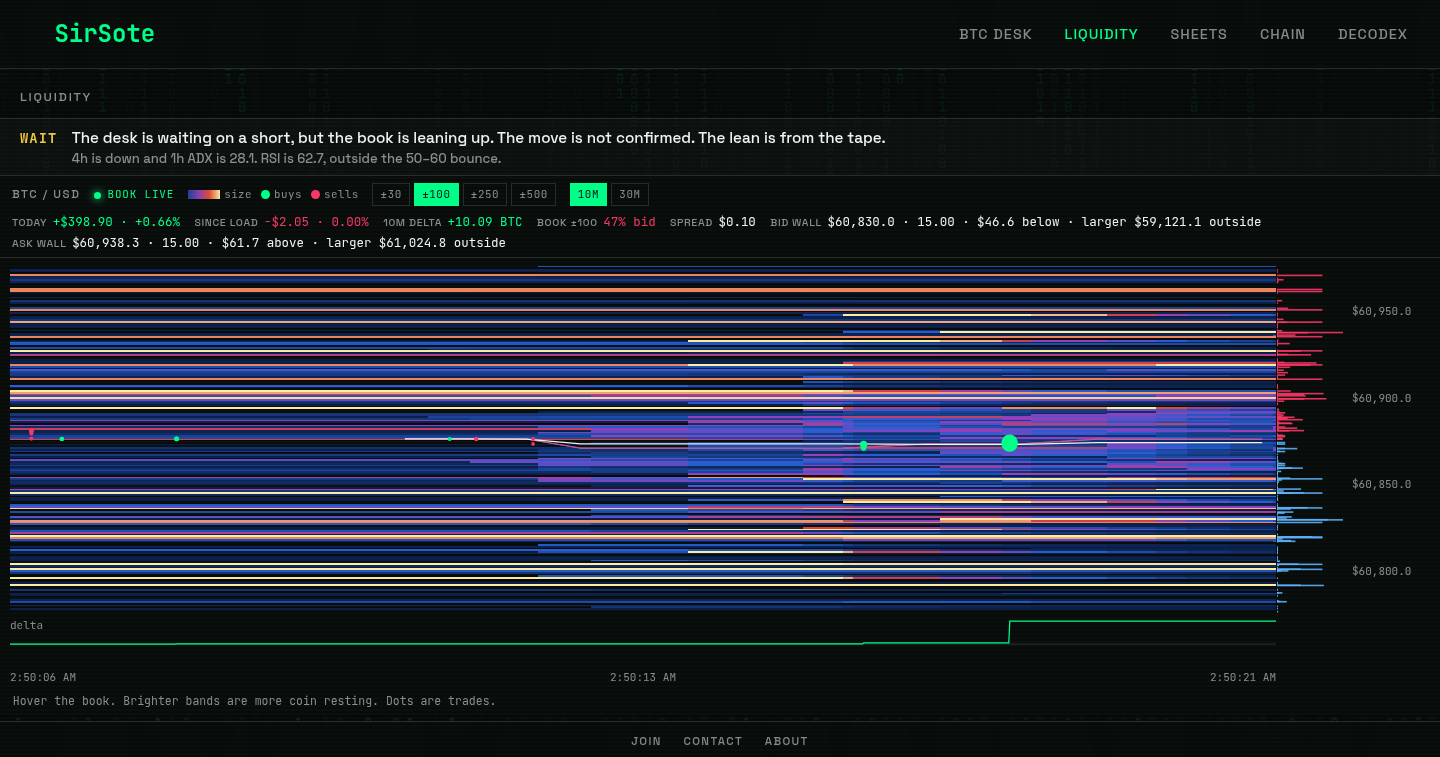 SirSote
BTC DESK LIQUIDITY SHEETS CHAIN DECODEX
LIQUIDITY
WAIT The desk is waiting on a short, but the book is leaning up. The move is not confirmed. The lean is from the tape.
4h is down and 1h ADX is 28.1. RSI is 62.7, outside the 50–60 bounce.
BTC / USD BOOK LIVE size buys sells ±30 ±100 ±250 ±500 10M 30M
TODAY +$398.90 · +0.66% SINCE LOAD -$2.05 · 0.00% 10M DELTA +10.09 BTC BOOK ±100 47% bid SPREAD $0.10 BID WALL $60,830.0 · 15.00 · $46.6 below · larger $59,121.1 outside
ASK WALL $60,938.3 · 15.00 · $61.7 above · larger $61,024.8 outside
$60,950.0
$60,900.0
$60,850.0
$60,800.0
delta
2:50:06 AM 2:50:13 AM 2:50:21 AM
Hover the book. Brighter bands are more coin resting. Dots are trades.
JOIN CONTACT ABOUT